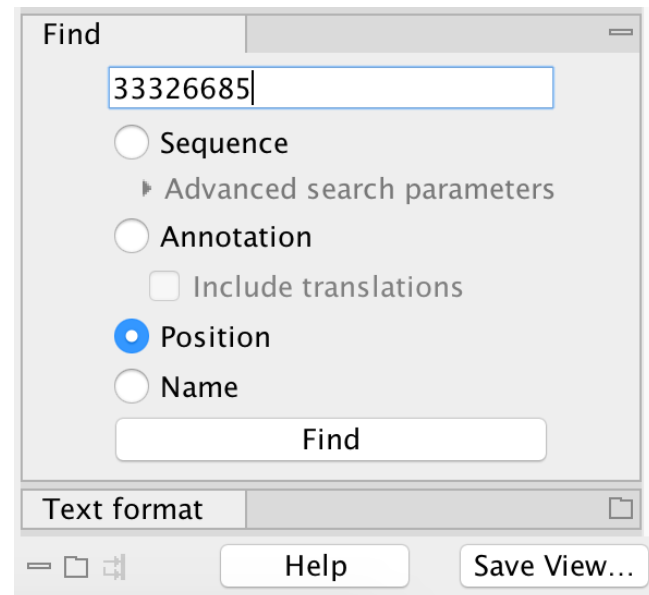 Find
33326685
Sequence
Advanced search parameters
Annotation
Include translations
Position
Name
Find
Text format
Help
Save View...